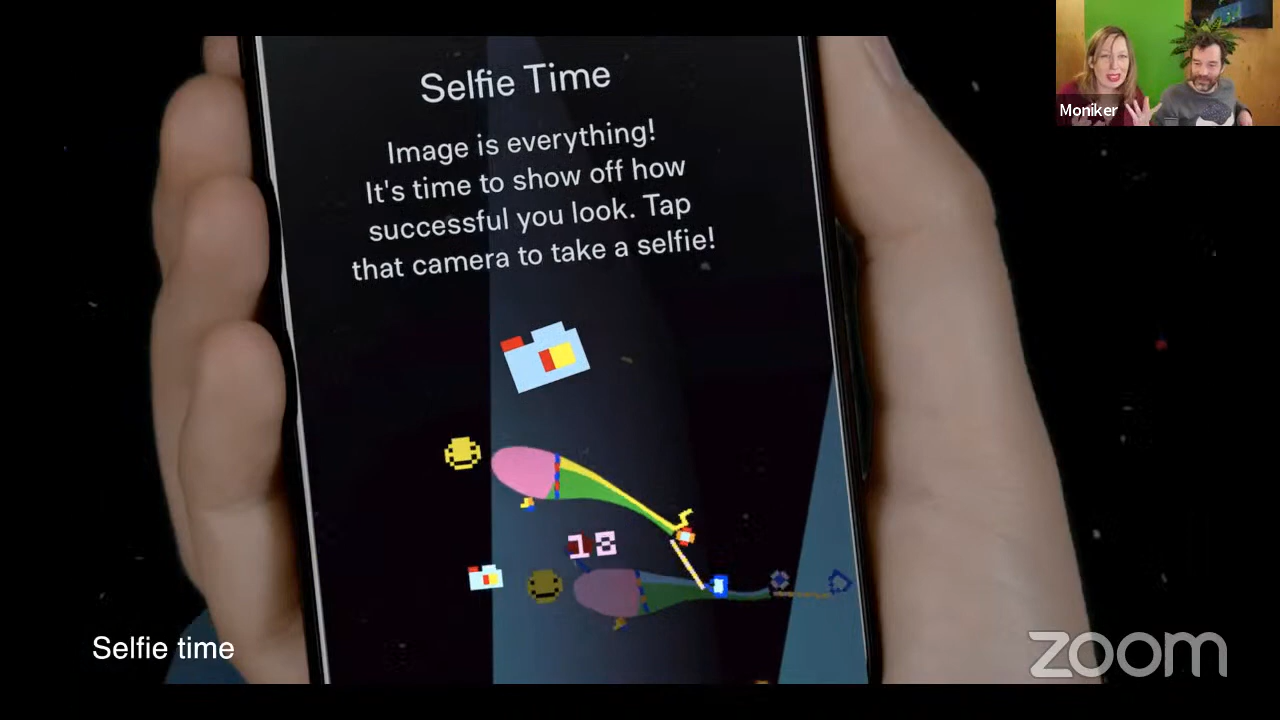 Selfie Time
Image is everything!
It's time to show off how
successful you look. Tap
that camera to take a selfie!
18
Selfie time
Moniker
zoom